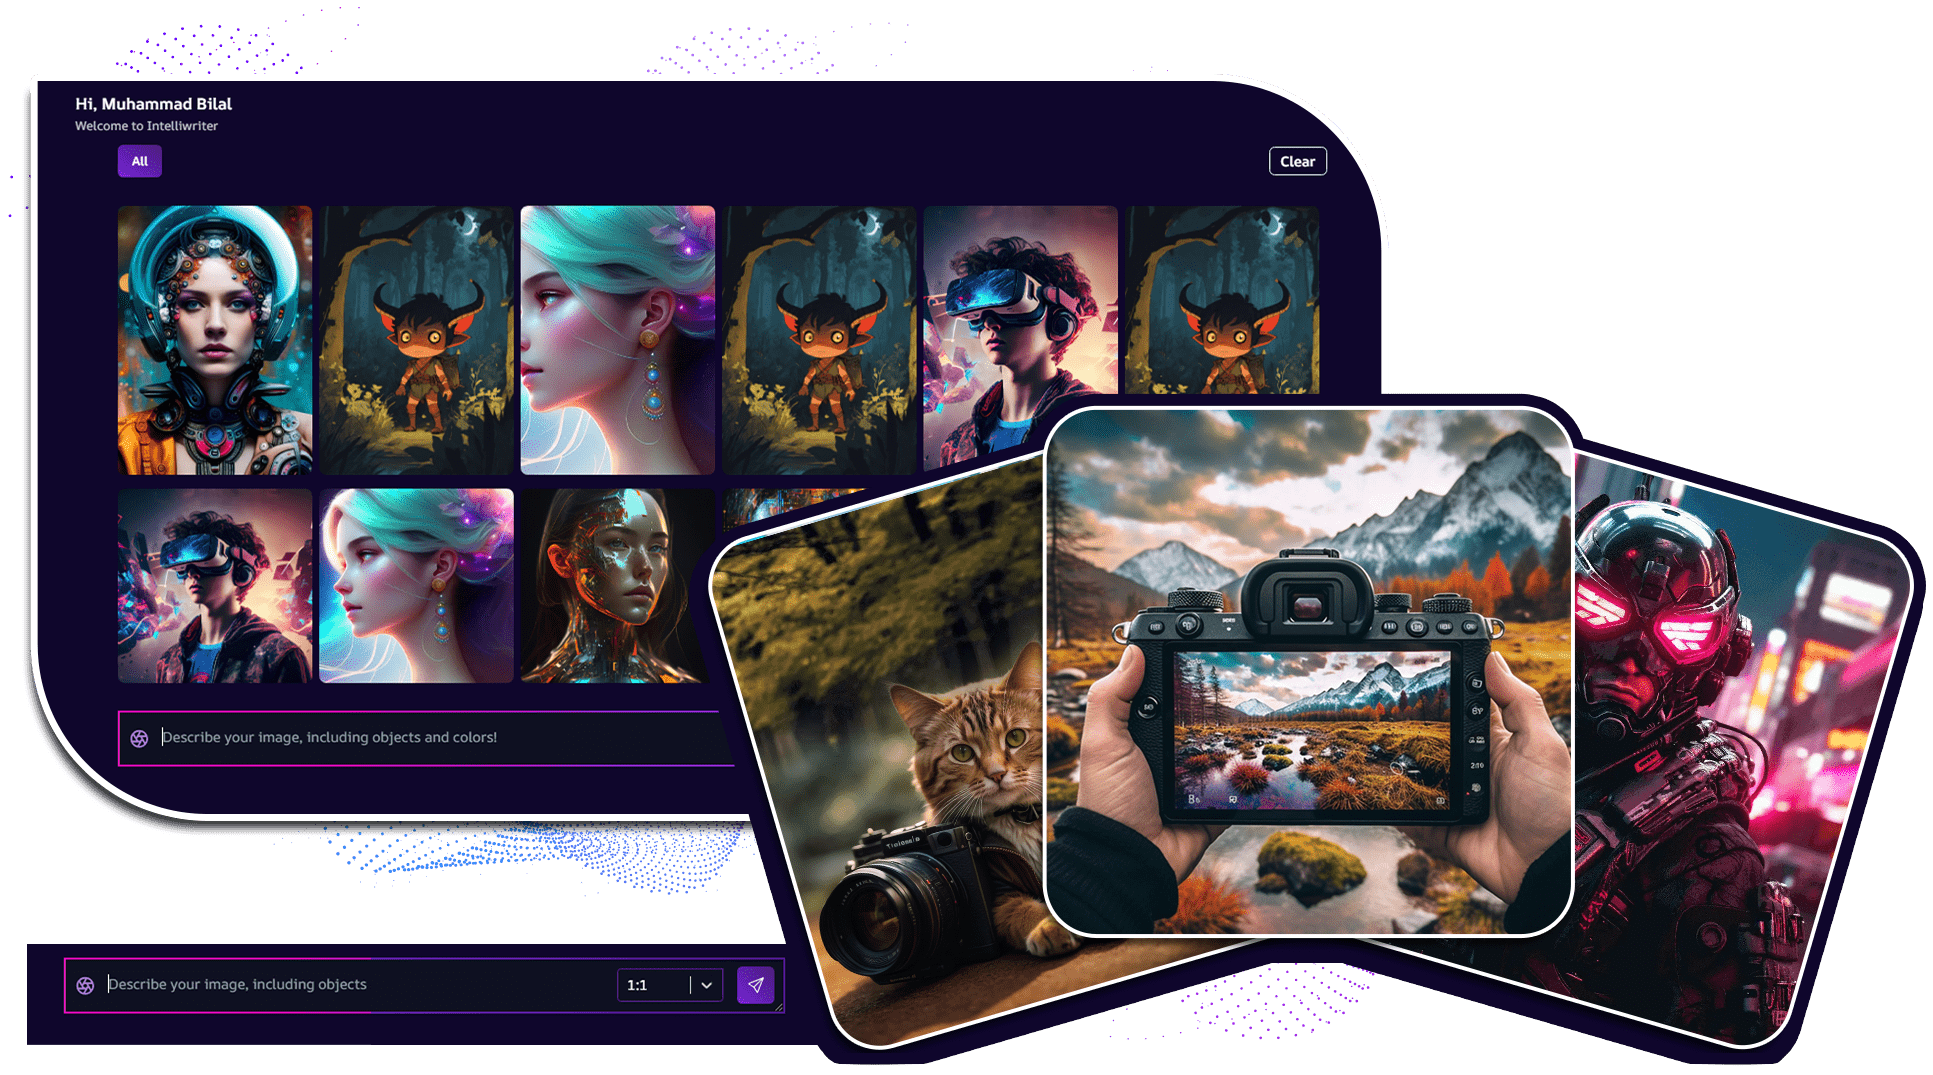 Hi, Muhammad Bilal
Welcome to Intelliwriter
All
Clear
Describe your image, including objects and colors!
Describe your image, including objects
1:1